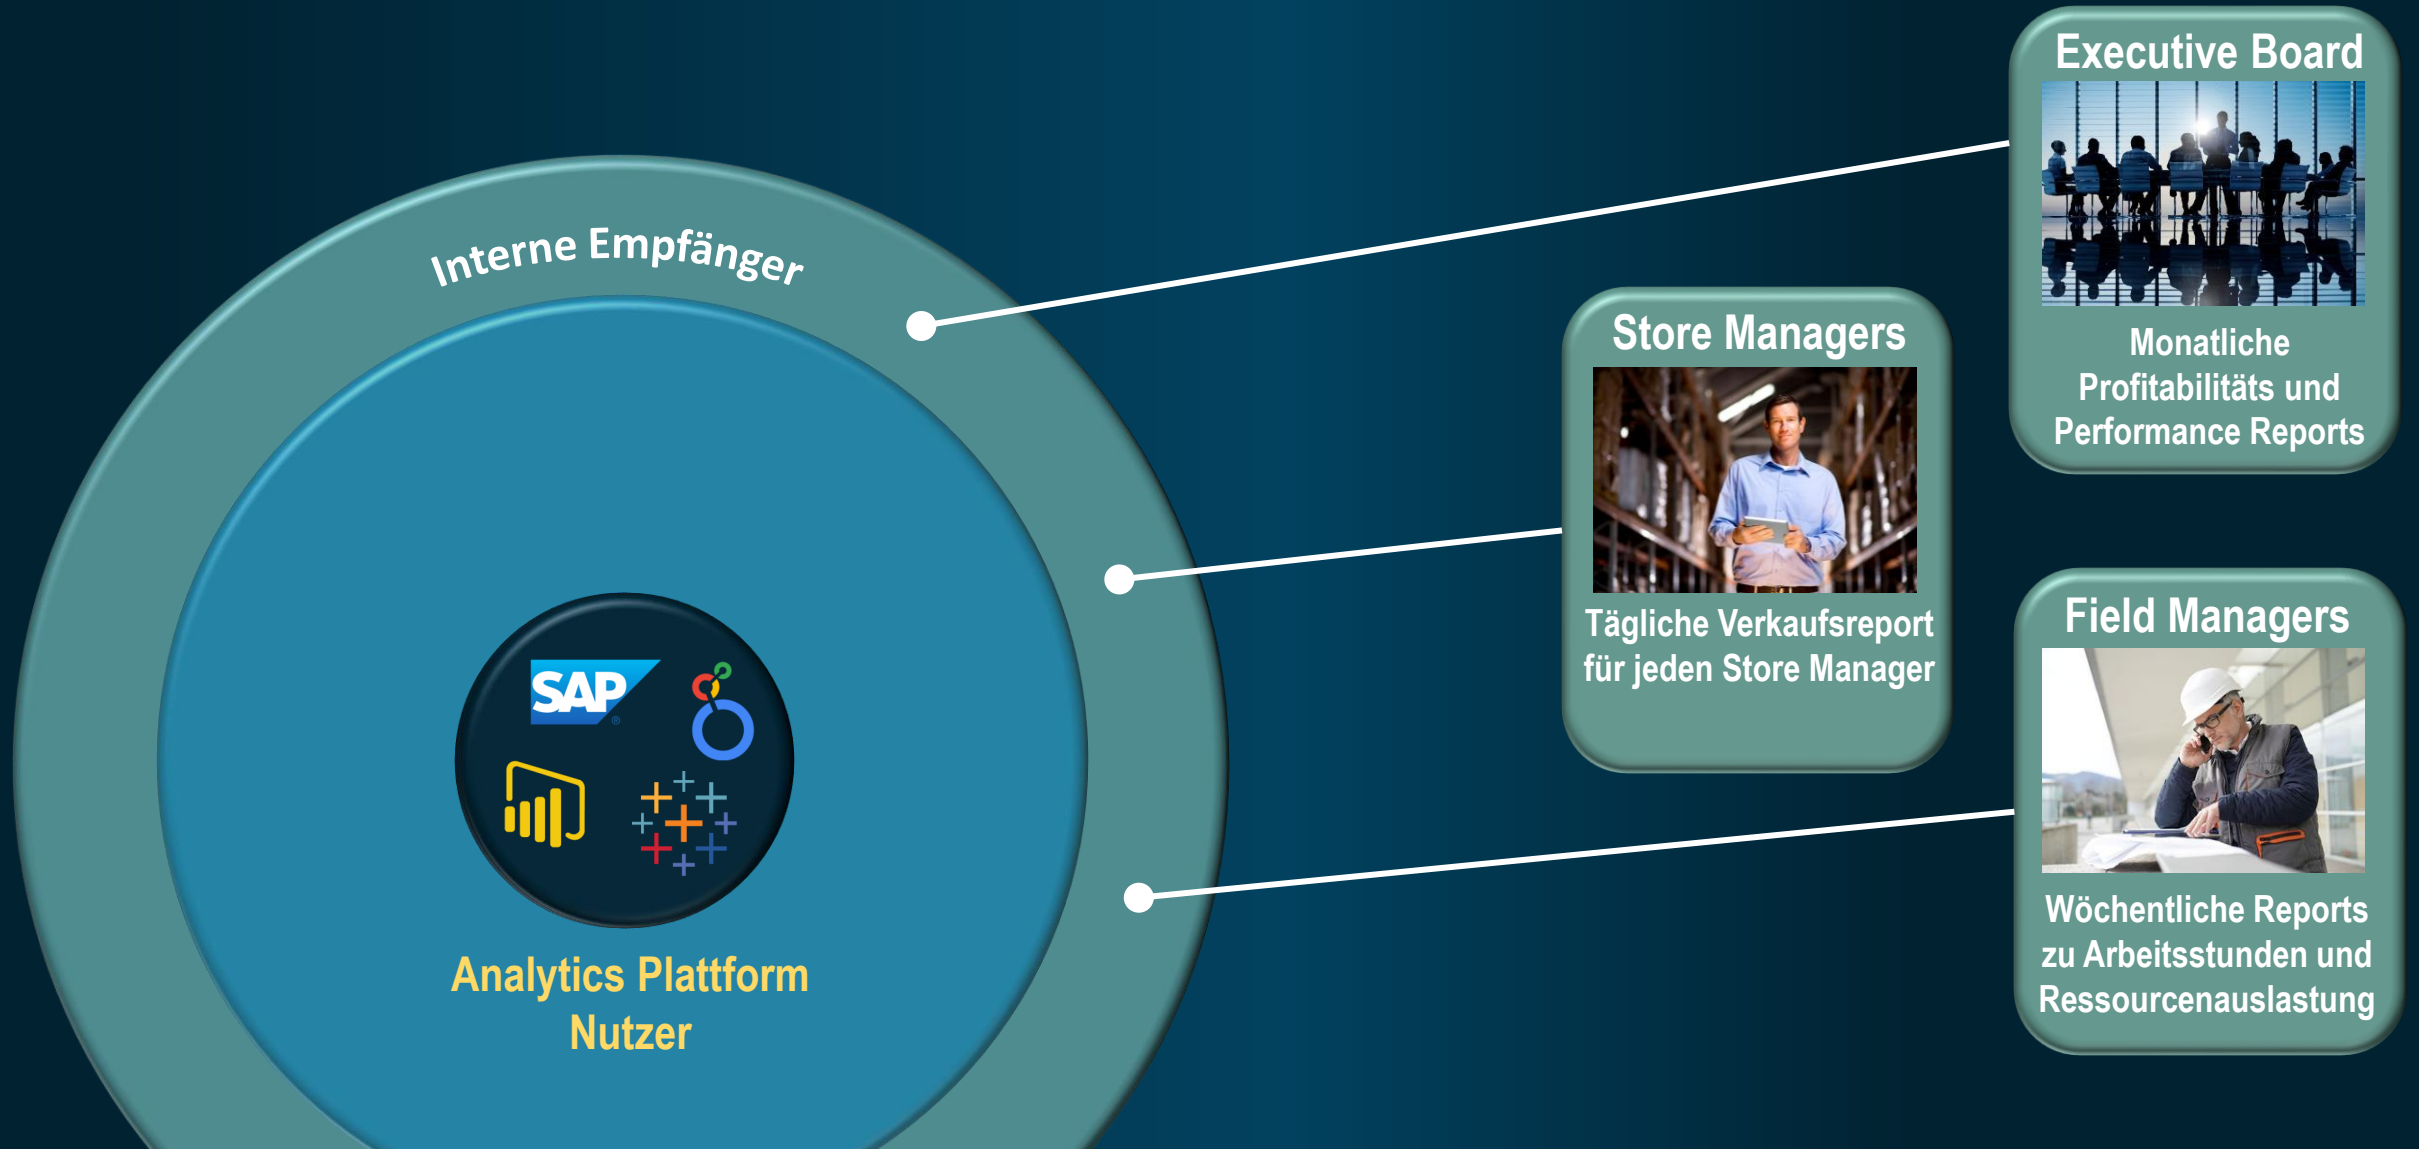 Executive Board
Monatliche
Profitabilitäts und
Performance Reports
Interne Empfänger
Store Managers
Tägliche Verkaufsreport
für jeden Store Manager
Field Managers
Wöchentliche Reports
zu Arbeitsstunden und
Ressourcenauslastung
SAP
®
Analytics Plattform
Nutzer